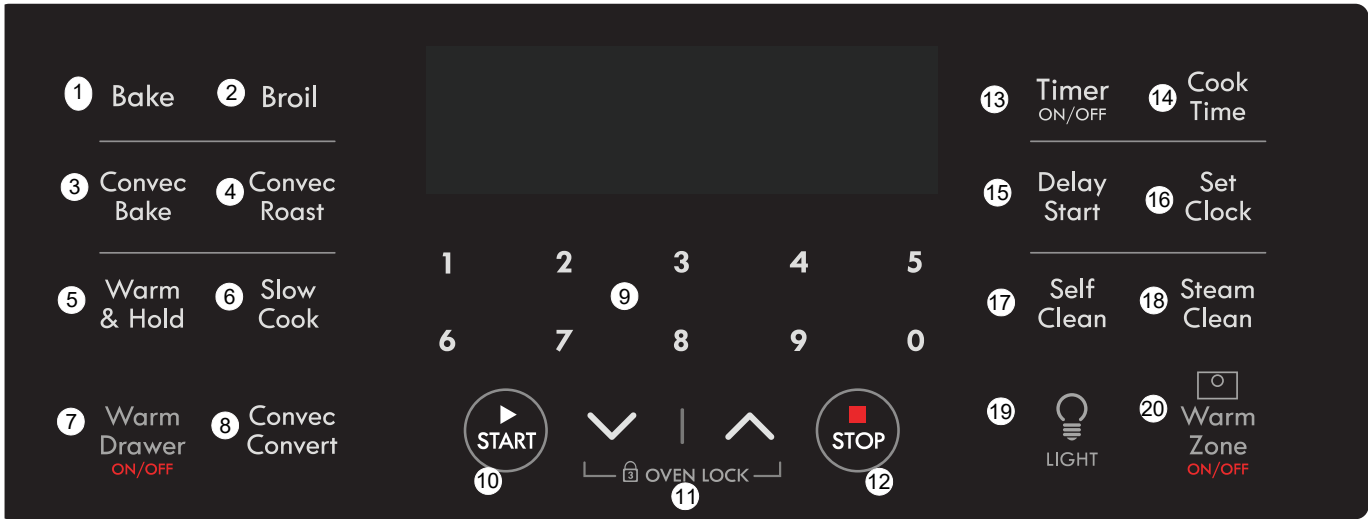 1 Bake 2 Broil
13 Timer 14 Cook
ON/OFF Time
3 Convec 4 Convec
Bake Roast
15 Delay 16 Set
Start Clock
1 2 3 4 5
9
5 Warm 6 Slow
& Hold Cook
17 Self 18 Steam
Clean Clean
6 7 8 9 0
7 Warm 8 Convec
Drawer Convert
ON/OFF
START
10
3 OVEN LOCK
11
STOP
12
19 LIGHT
20 Warm
Zone
ON/OFF